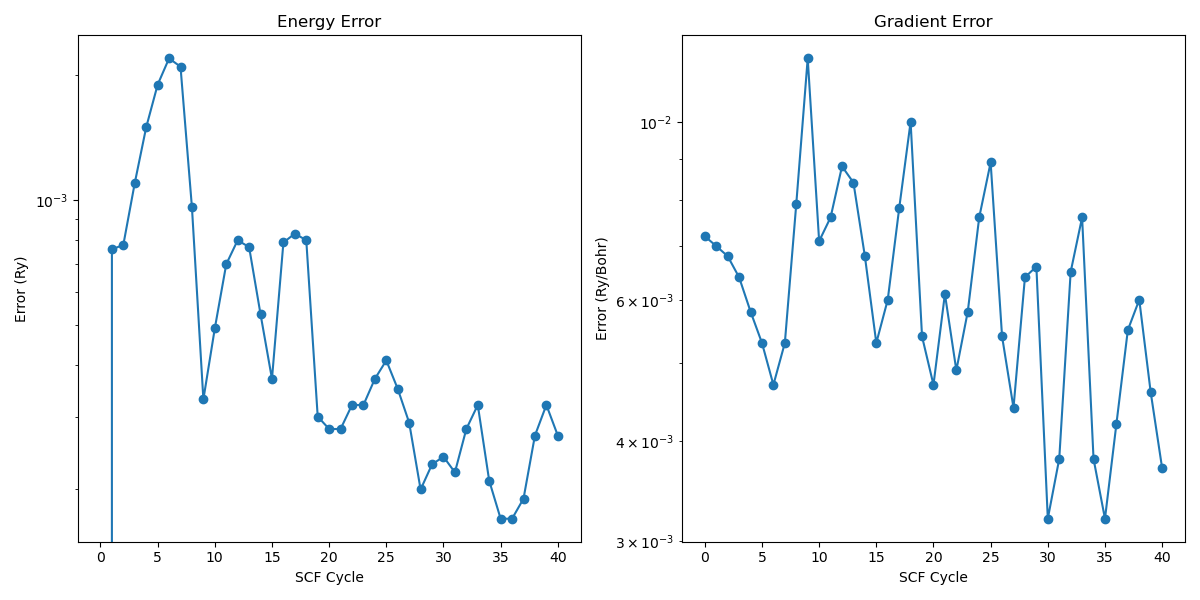 Energy Error
Error (Ry)
10⁻³
0 5 10 15 20 25 30 35 40
SCF Cycle
Gradient Error
Error (Ry/Bohr)
10⁻²
6 × 10⁻³
4 × 10⁻³
3 × 10⁻³
0 5 10 15 20 25 30 35 40
SCF Cycle